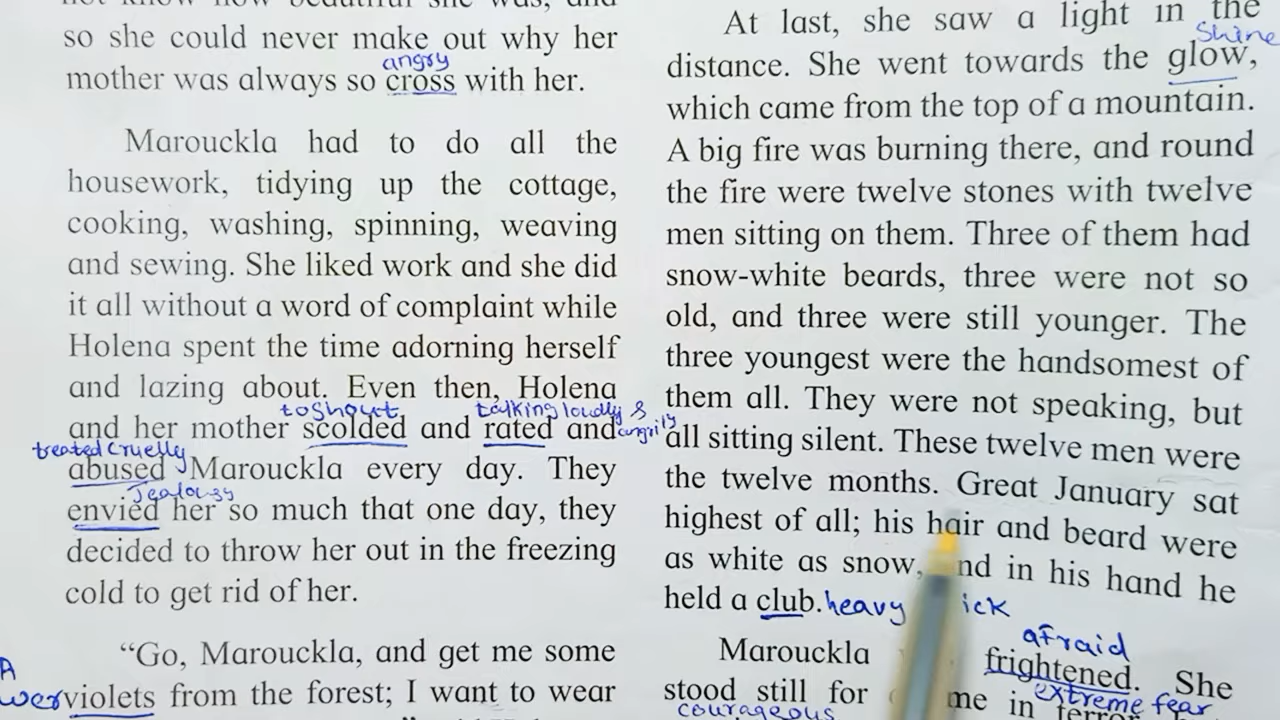 so she could never make out why her
angry
mother was always so cross with her.
Marouckla had to do all the
housework, tidying up the cottage,
cooking, washing, spinning, weaving
and sewing. She liked work and she did
it all without a word of complaint while
Holena spent the time adorning herself
and lazing about. Even then, Holena
to shout talking loudly &
and her mother scolded and rated and angrily
treated cruelly
abused Marouckla every day. They
Jealousy
envied her so much that one day, they
decided to throw her out in the freezing
cold to get rid of her.
“Go, Marouckla, and get me some
A
violets from the forest; I want to wear
At last, she saw a light in the
Shine
distance. She went towards the glow,
which came from the top of a mountain.
A big fire was burning there, and round
the fire were twelve stones with twelve
men sitting on them. Three of them had
snow-white beards, three were not so
old, and three were still younger. The
three youngest were the handsomest of
them all. They were not speaking, but
all sitting silent. These twelve men were
the twelve months. Great January sat
highest of all; his hair and beard were
as white as snow, and in his hand he
held a club. heavy
afraid
Marouckla frightened. She
extreme fear
stood still for me in terror
courageous